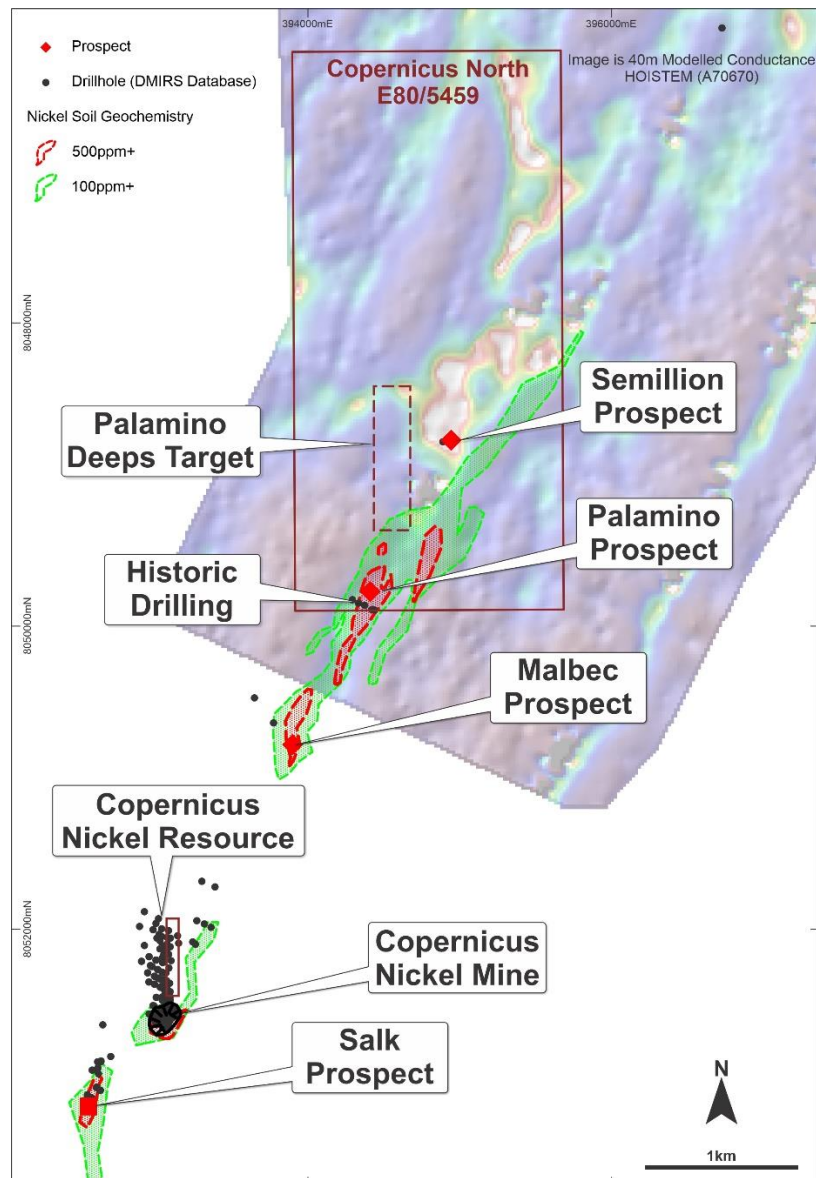 394000mE
396000mE
Prospect
Drillhole (DMIRS Database)
Nickel Soil Geochemistry
500ppm+
100ppm+
Copernicus North
E80/5459
Image is 40m Modelled Conductance
HOISTEM (A70670)
8048000mN
Semillion
Prospect
Palamino
Deeps Target
Palamino
Prospect
Historic
Drilling
8050000mN
Malbec
Prospect
Copernicus
Nickel Resource
8052000mN
Copernicus
Nickel Mine
Salk
Prospect
N
1km